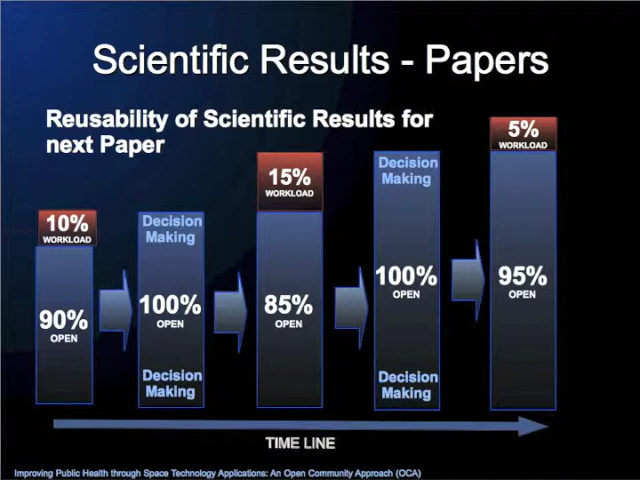 Scientific Results - Papers
Reusability of Scientific Results for
next Paper
10%
WORKLOAD
90%
OPEN
Decision
Making
100%
OPEN
Decision
Making
15%
WORKLOAD
85%
OPEN
Decision
Making
100%
OPEN
Decision
Making
5%
WORKLOAD
95%
OPEN
TIME LINE
Improving Public Health through Space Technology Applications: An Open Community Approach (OCA)